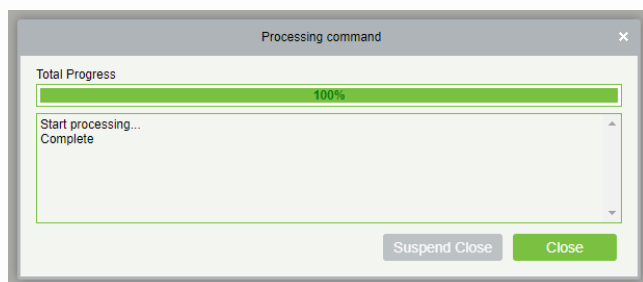 Processing command
Total Progress
100%
Start processing...
Complete
Suspend Close
Close